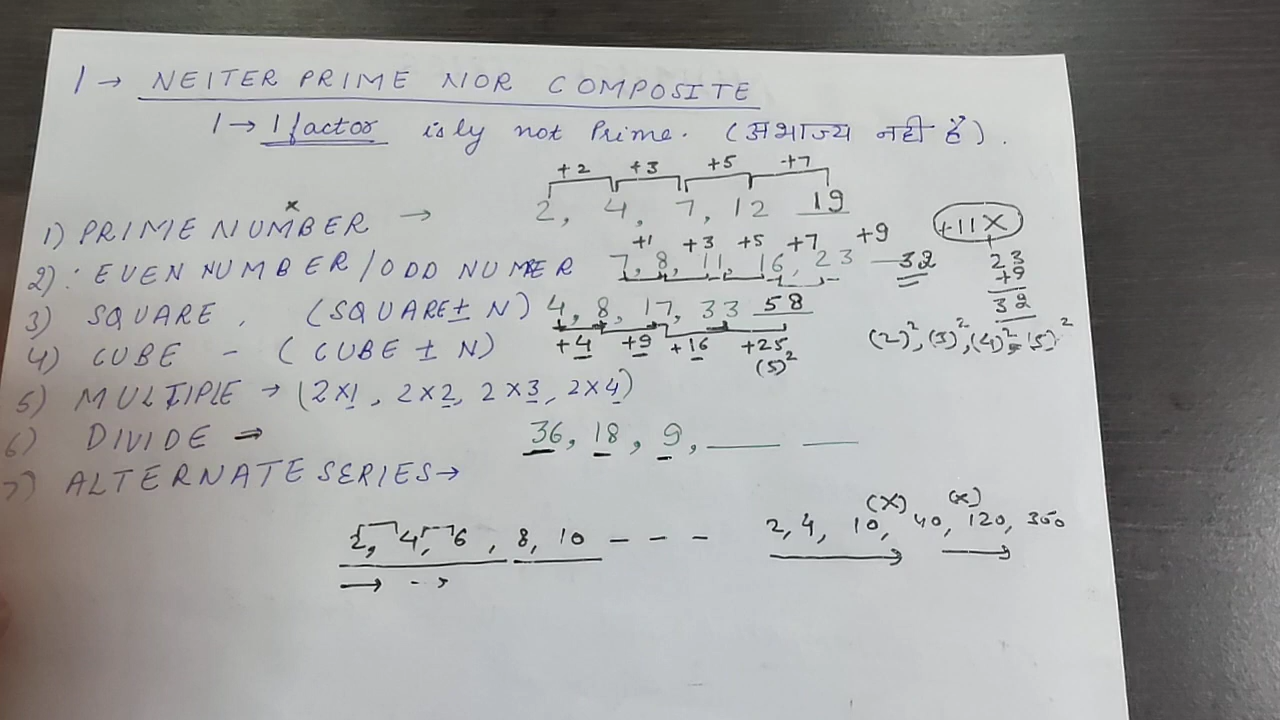 1 → NEITER PRIME NOR COMPOSITE
1 → 1 factor is ly not Prime. (अभाज्य नही है).
+2 +3 +5 +7
x
1) PRIME NUMBER → 2, 4, 7, 12 19
+1 +3 +5 +7 +9 +11 X
2) : EVEN NUMBER / ODD NUMER 7, 8, 11, 16, 23 — 32
23
+9
32
3) SQUARE. (SQUARE ± N) 4, 8, 17, 33 58
4) CUBE - (CUBE ± N) +4 +9 +16 +25 (2)², (3)², (4)², (5)²
(5)²
5) MULTIPLE → (2×1, 2×2, 2×3, 2×4)
6) DIVIDE → 36, 18, 9, ___ ___
7) ALTERNATE SERIES →
(X) (x)
2, 4, 6, 8, 10 - - - 2, 4, 10, 40, 120, 360